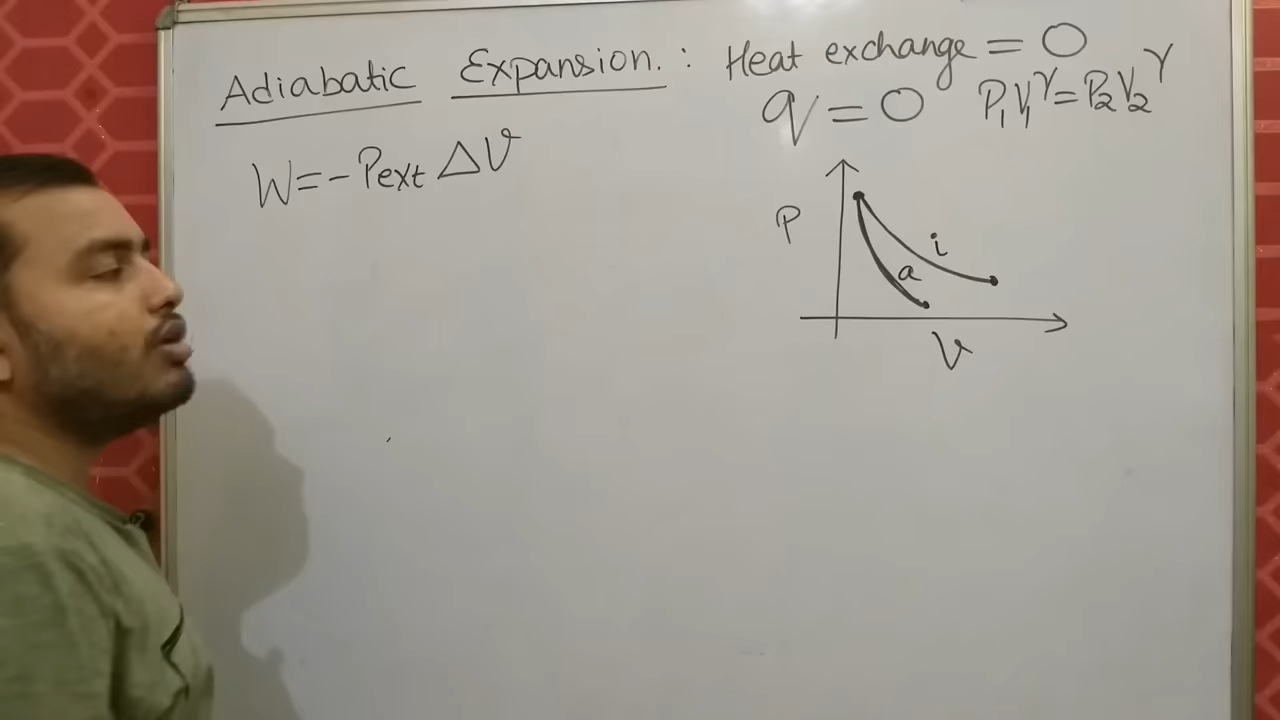 Adiabatic Expansion. : Heat exchange = 0
q = 0 P₁V₁^γ = P₂V₂^γ
W = - Pext ΔV
P
i
a
V